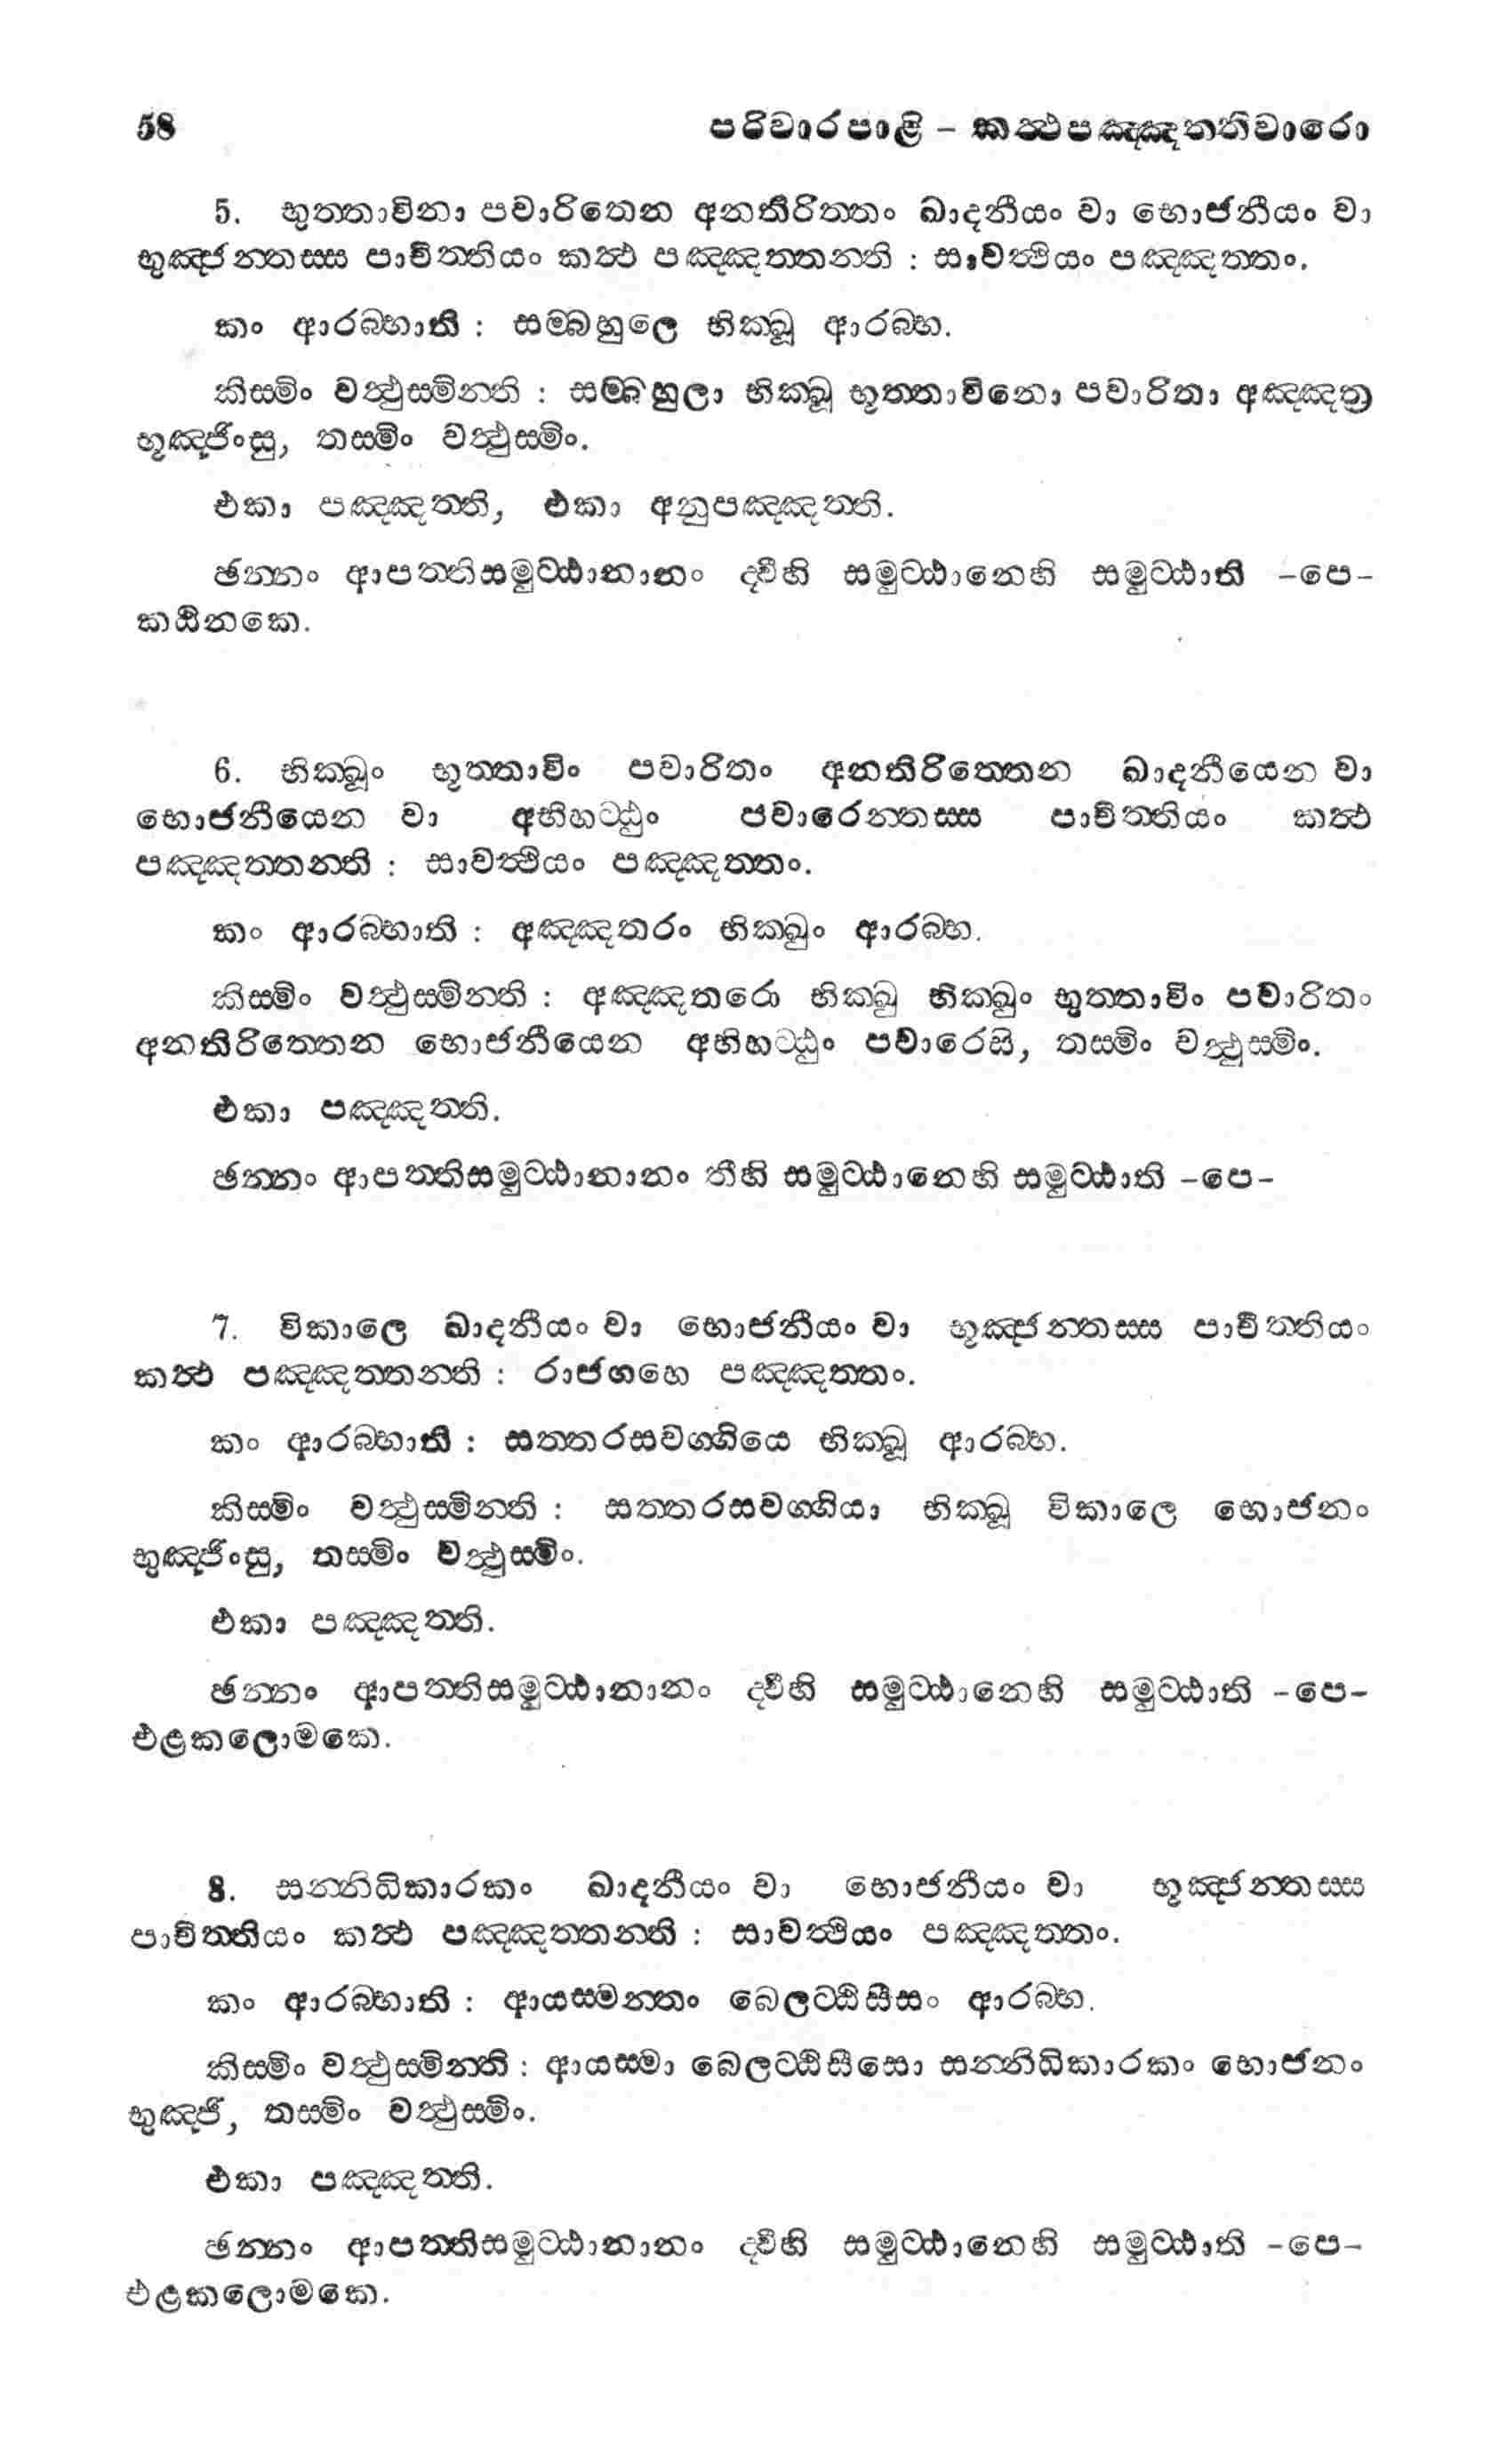 58 පරිවාරපාළි – කත්‍ථපඤ්ඤත්තිවාරො
5. භුත්තාවිනා පවාරිතෙන අනතිරිත්තං ඛාදනීයං වා භොජනීයං වා
භුඤ්ජන්තස්ස පාචිත්තියං කත්‍ථ පඤ්ඤත්තන්ති : සාවත්‍ථියං පඤ්ඤත්තං.
කං ආරබ්භාති : සම්බහුලෙ භික්ඛූ ආරබ්භ.
කිස්මිං වත්‍ථුස්මින්ති : සම්බහුලා භික්ඛූ භූත්තාවිනො පවාරිතා අඤ්ඤත්‍ර
භූඤ්ජිංසු, තස්මිං වත්‍ථුස්මිං.
එකා පඤ්ඤත්ති, එකා අනුපඤ්ඤත්ති.
ඡන්නං ආපත්තිසමුට්ඨානානං ද්වීහි සමුට්ඨානෙහි සමුට්ඨාති –පෙ–
කඨිනකෙ.
6. භික්ඛූං භූත්තාවිං පවාරිතං අනතිරිත්තෙන ඛාදනීයෙන වා
භොජනීයෙන වා අභිහට්ඨුං පවාරෙන්තස්ස පාචිත්තියං කත්‍ථ
පඤ්ඤත්තන්ති : සාවත්‍ථියං පඤ්ඤත්තං.
කං ආරබ්භාති : අඤ්ඤතරං භික්ඛුං ආරබ්භ.
කිස්මිං වත්‍ථුස්මින්ති : අඤ්ඤතරො භික්ඛු භික්ඛුං භුත්තාවිං පවාරිතං
අනතිරිත්තෙන භොජනීයෙන අභිහට්ඨුං පවාරෙසි, තස්මිං වත්‍ථුස්මිං.
එකා පඤ්ඤත්ති.
ඡන්නං ආපත්තිසමුට්ඨානානං තීහි සමුට්ඨානෙහි සමුට්ඨාති –පෙ–
7. විකාලෙ ඛාදනීයං වා භොජනීයං වා භූඤ්ජන්තස්ස පාචිත්තියං
කත්‍ථ පඤ්ඤත්තන්ති : රාජගහෙ පඤ්ඤත්තං.
කං ආරබ්භාති : සත්තරසවග්ගියෙ භික්ඛූ ආරබ්භ.
කිස්මිං වත්‍ථුස්මින්ති : සත්තරසවග්ගියා භික්ඛූ විකාලෙ භොජනං
භුඤ්ජිංසු, තස්මිං වත්‍ථුස්මිං.
එකා පඤ්ඤත්ති.
ඡන්නං ආපත්තිසමුට්ඨානානං ද්වීහි සමුට්ඨානෙහි සමුට්ඨාති –පෙ–
එළකලොමකෙ.
8. සන්නිධිකාරකං ඛාදනීයං වා භොජනීයං වා භූඤ්ජන්තස්ස
පාචිත්තියං කත්‍ථ පඤ්ඤත්තන්ති : සාවත්‍ථියං පඤ්ඤත්තං.
කං ආරබ්භාති : ආයස්මන්තං බෙලට්ඨිසීසං ආරබ්භ.
කිස්මිං වත්‍ථුස්මින්ති : ආයස්මා බෙලට්ඨිසීසො සන්නිධිකාරකං භොජනං
භුඤ්ජි, තස්මිං වත්‍ථුස්මිං.
එකා පඤ්ඤත්ති.
ඡන්නං ආපත්තිසමුට්ඨානානං ද්වීහි සමුට්ඨානෙහි සමුට්ඨාති –පෙ–
එළකලොමකෙ.